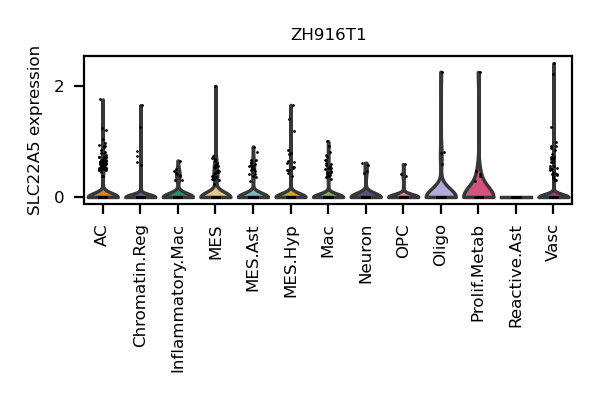 ZH916T1
SLC22A5 expression
2
0
AC
Chromatin.Reg
Inflammatory.Mac
MES
MES.Ast
MES.Hyp
Mac
Neuron
OPC
Oligo
Prolif.Metab
Reactive.Ast
Vasc